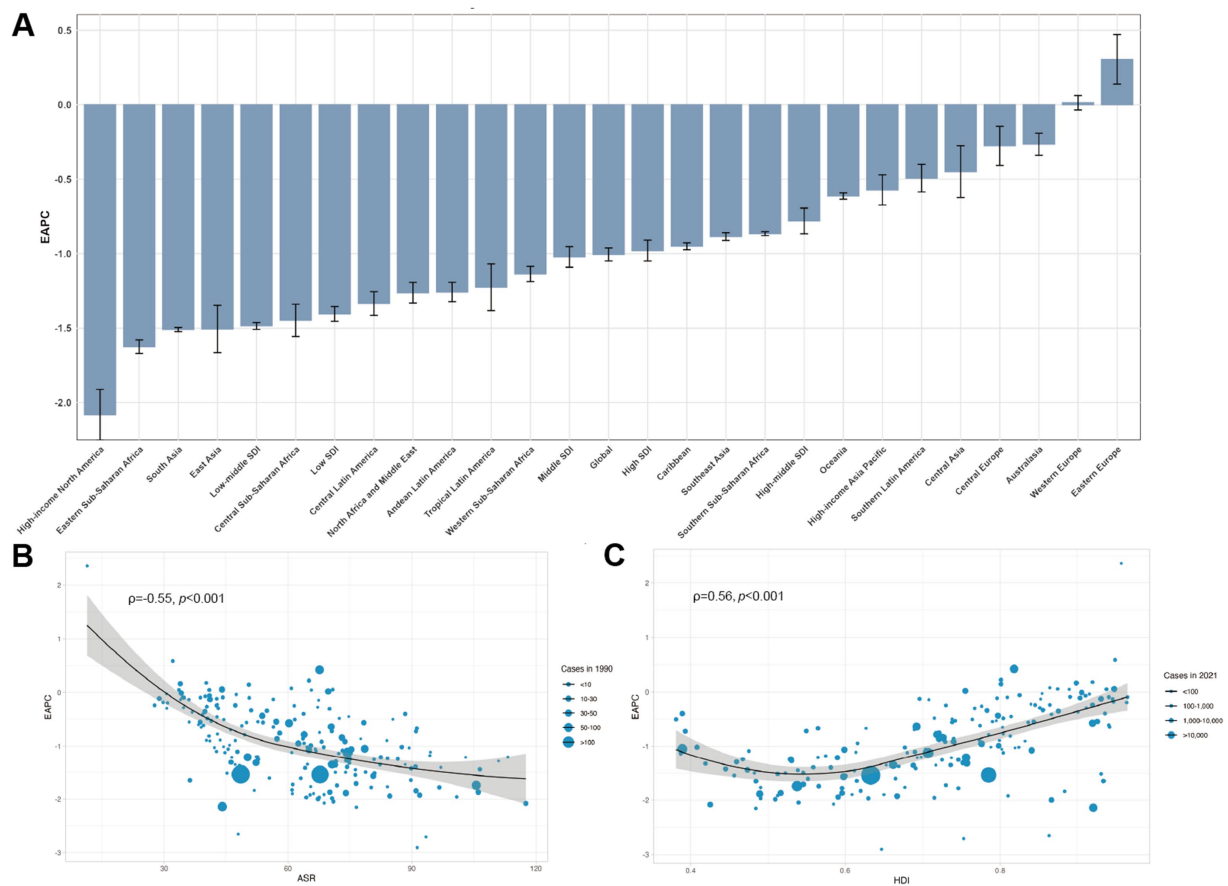 A
0.5
0.0
-0.5
-1.0
-1.5
-2.0
EAPC
High-income North America
Eastern Sub-Saharan Africa
South Asia
East Asia
Low-middle SDI
Central Sub-Saharan Africa
Low SDI
Central Latin America
North Africa and Middle East
Andean Latin America
Tropical Latin America
Western Sub-Saharan Africa
Middle SDI
Global
High SDI
Caribbean
Southeast Asia
Southern Sub-Saharan Africa
High-middle SDI
Oceania
High-income Asia Pacific
Southern Latin America
Central Asia
Central Europe
Australasia
Western Europe
Eastern Europe
B
ρ=-0.55, p<0.001
2
1
0
-1
-2
-3
EAPC
30
60
90
120
ASR
Cases in 1990
<10
10-30
30-50
50-100
>100
C
ρ=0.56, p<0.001
2
1
0
-1
-2
-3
EAPC
0.4
0.6
0.8
HDI
Cases in 2021
<100
100-1,000
1,000-10,000
>10,000